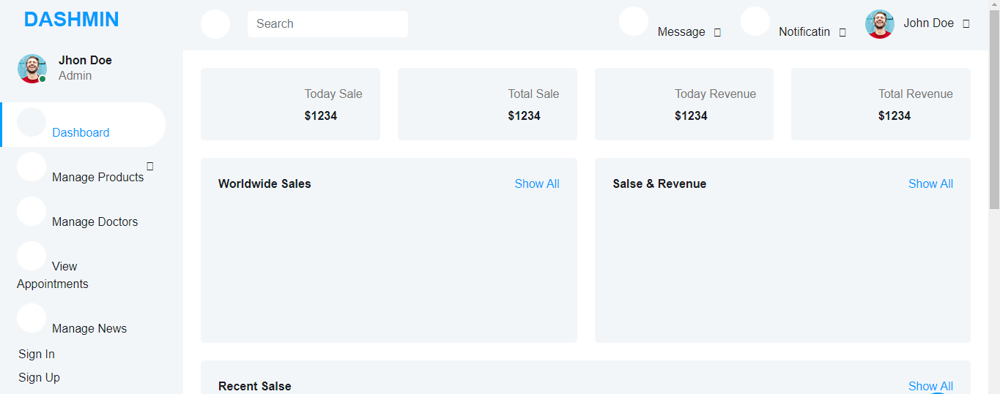 DASHMIN
Jhon Doe
Admin
Dashboard
Manage Products
Manage Doctors
View
Appointments
Manage News
Sign In
Sign Up
Search
Message
Notificatin
John Doe
Today Sale
$1234
Total Sale
$1234
Today Revenue
$1234
Total Revenue
$1234
Worldwide Sales
Show All
Salse & Revenue
Show All
Recent Salse
Show All